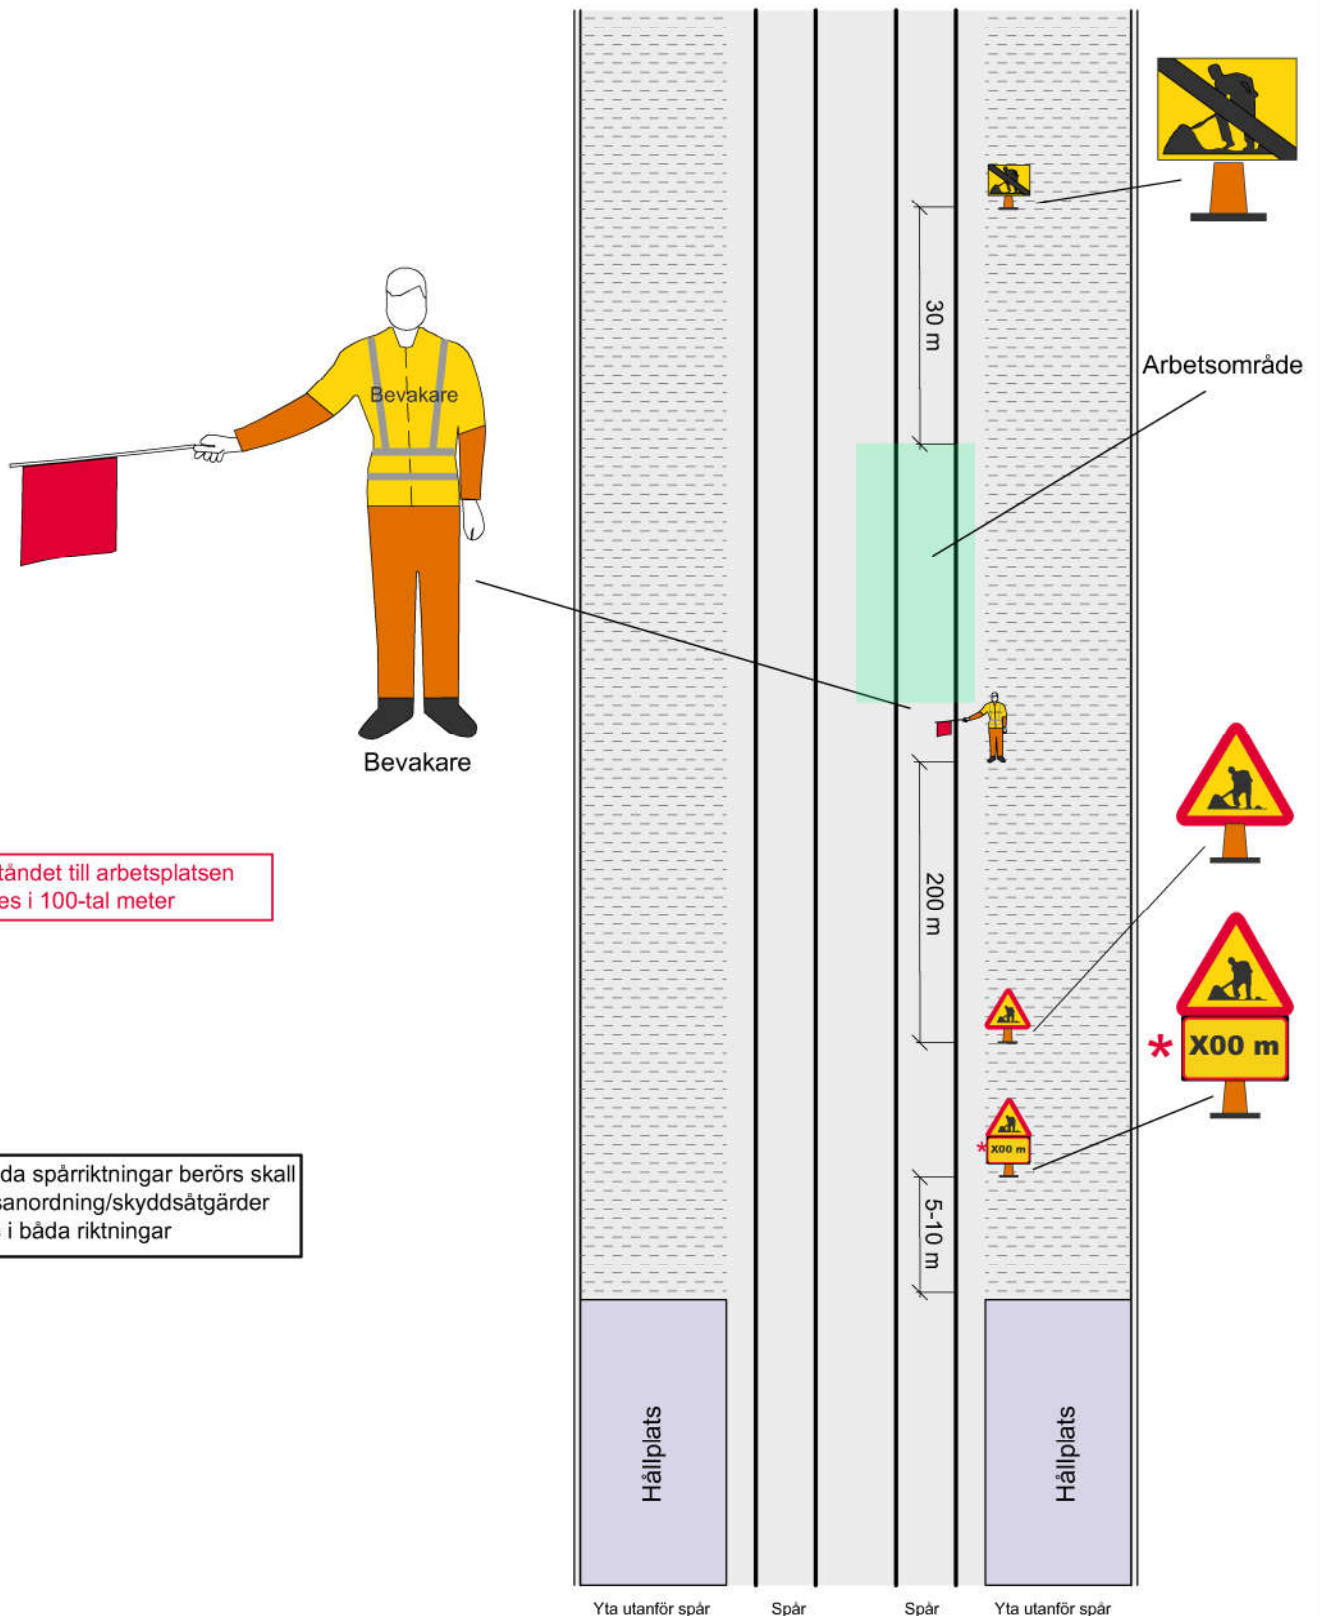 30 m
Arbetsområde
Bevakare
Bevakare
tåndet till arbetsplatsen
es i 100-tal meter
200 m
* X00 m
* X00 m
da spårriktningar berörs skall
sanordning/skyddsåtgärder
i båda riktningar
5-10 m
Hållplats
Hållplats
Yta utanför spår Spår Spår Yta utanför spår